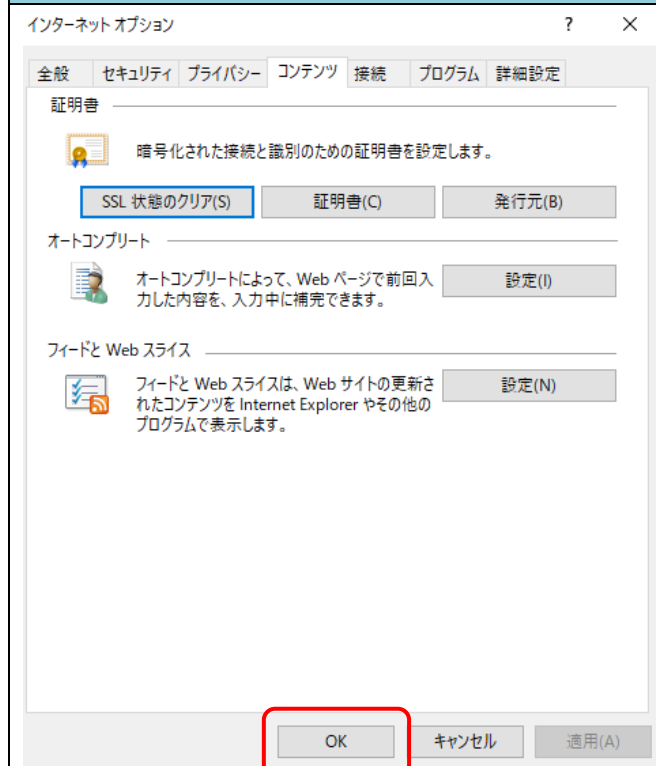 インターネット オプション ? ×
全般 セキュリティ プライバシー コンテンツ 接続 プログラム 詳細設定
証明書
暗号化された接続と識別のための証明書を設定します。
SSL 状態のクリア(S) 証明書(C) 発行元(B)
オートコンプリート
オートコンプリートによって、Web ページで前回入
力した内容を、入力中に補完できます。
設定(I)
フィードと Web スライス
フィードと Web スライスは、Web サイトの更新さ
れたコンテンツを Internet Explorer やその他の
プログラムで表示します。
設定(N)
OK キャンセル 適用(A)